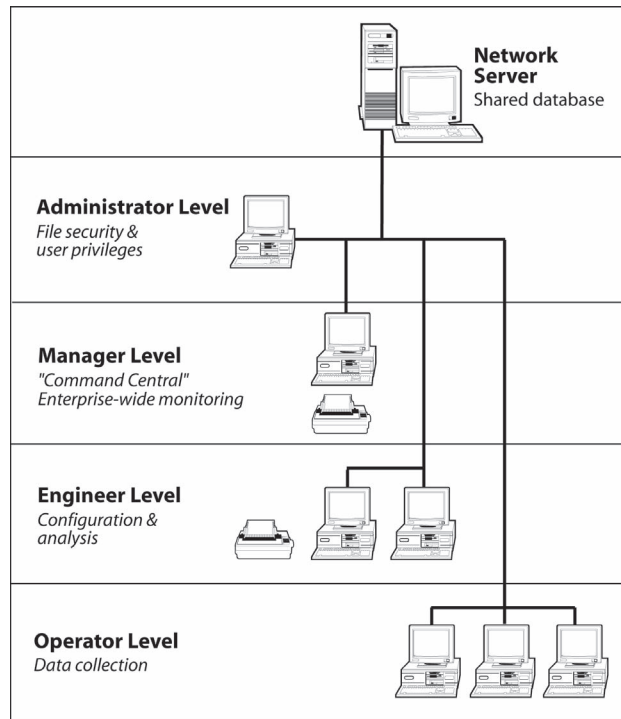 Network
Server
Shared database
Administrator Level
File security &
user privileges
Manager Level
"Command Central"
Enterprise-wide monitoring
Engineer Level
Configuration &
analysis
Operator Level
Data collection